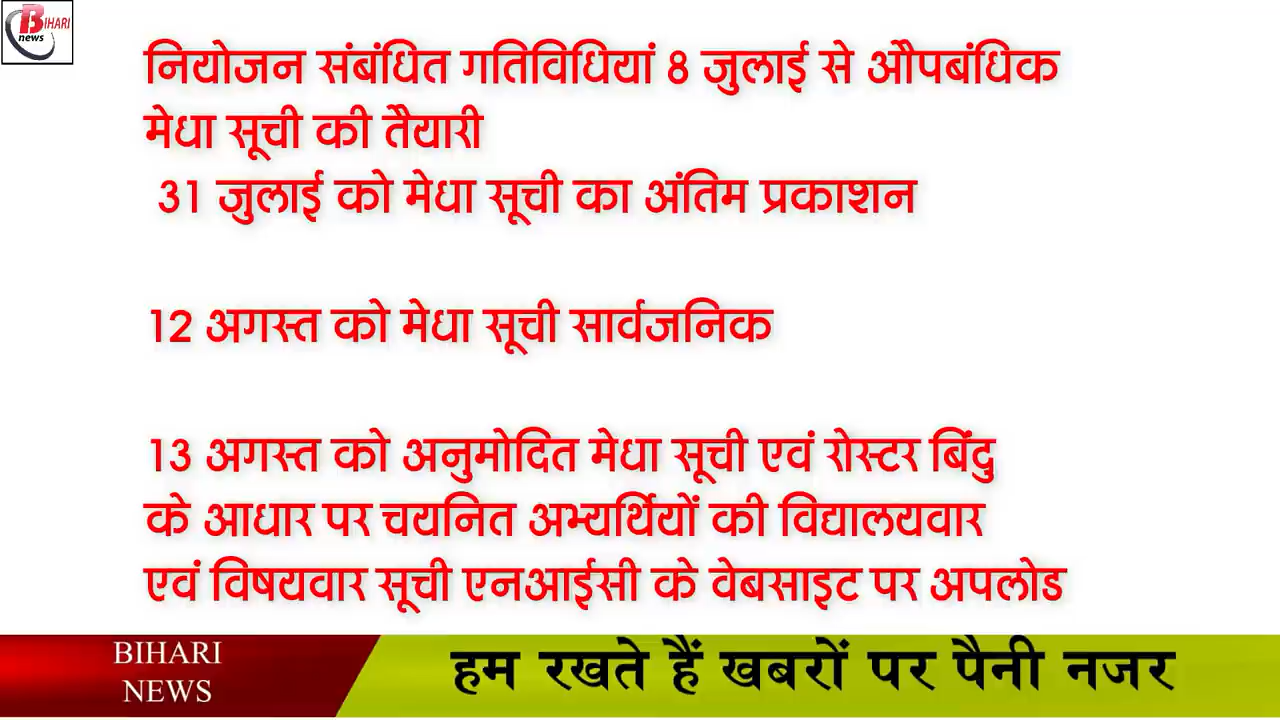 BIHARI
news
नियोजन संबंधित गतिविधियां 8 जुलाई से औपबंधिक
मेधा सूची की तैयारी
31 जुलाई को मेधा सूची का अंतिम प्रकाशन
12 अगस्त को मेधा सूची सार्वजनिक
13 अगस्त को अनुमोदित मेधा सूची एवं रोस्टर बिंदु
के आधार पर चयनित अभ्यर्थियों की विद्यालयवार
एवं विषयवार सूची एनआईसी के वेबसाइट पर अपलोड
BIHARI
NEWS
हम रखते हैं खबरों पर पैनी नजर